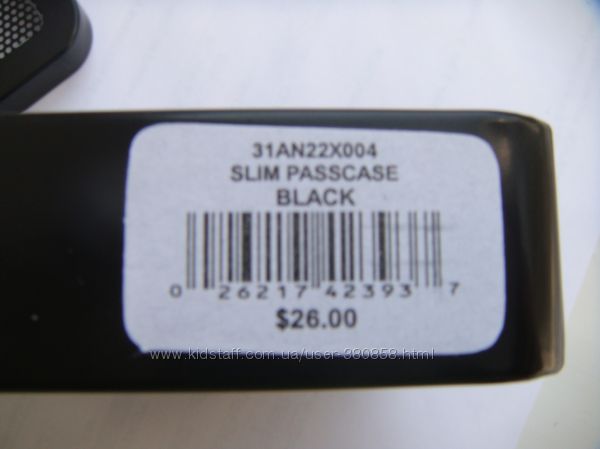 31AN22X004
SLIM PASSCASE
BLACK
0 26217 42393 7
$26.00
www.kidstaff.com.ua/user-980858.html